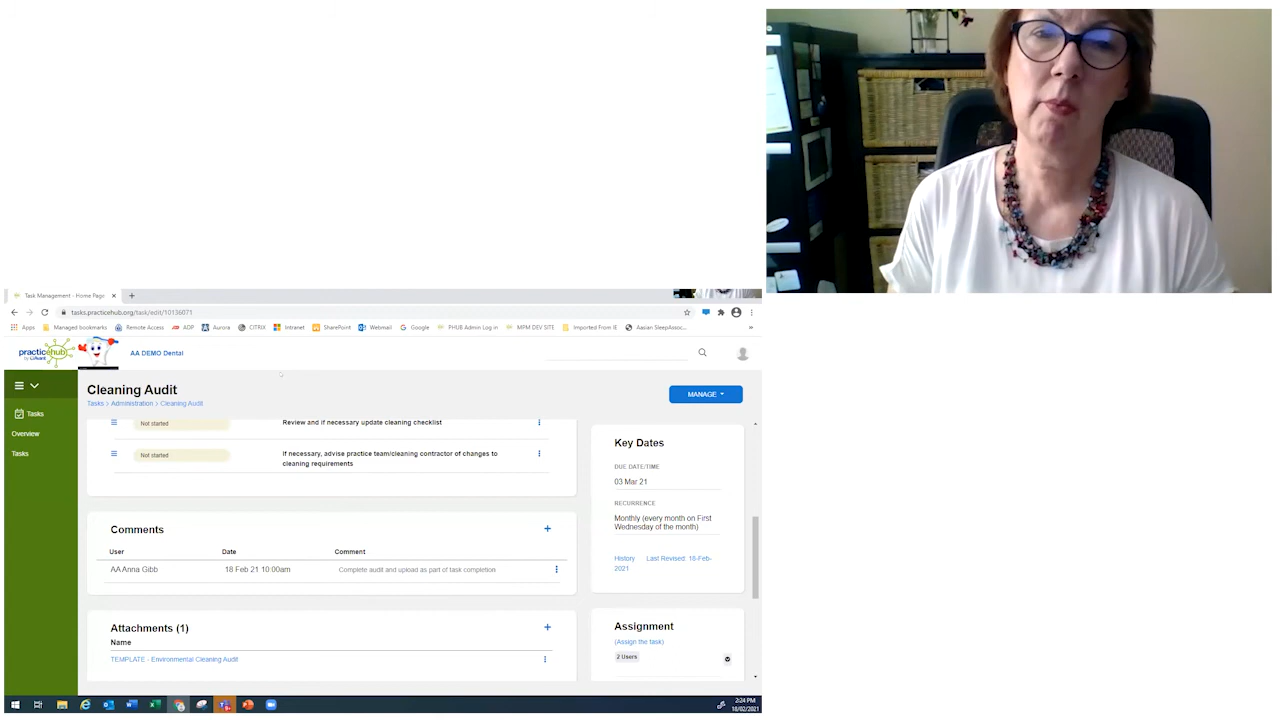 Task Management - Home Page
tasks.practicehub.org/task/edit/10136071
Apps Managed bookmarks Remote Access ADP Aurora CITRIX Intranet SharePoint Webmail Google PHUB Admin Log in MPM DEV SITE Imported From IE Aasian SleepAssoc...
practicehub
AA DEMO Dental
Cleaning Audit
MANAGE
Tasks > Administration > Cleaning Audit
Tasks
Overview
Tasks
Not started Review and if necessary update cleaning checklist
Not started If necessary, advise practice team/cleaning contractor of changes to
cleaning requirements
Comments
User Date Comment
AA Anna Gibb 18 Feb 21 10:00am Complete audit and upload as part of task completion
Attachments (1)
Name
TEMPLATE - Environmental Cleaning Audit
Key Dates
DUE DATE/TIME
03 Mar 21
RECURRENCE
Monthly (every month on First
Wednesday of the month)
History Last Revised: 18-Feb-
2021
Assignment
(Assign the task)
2 Users
2:24 PM
18/02/2021